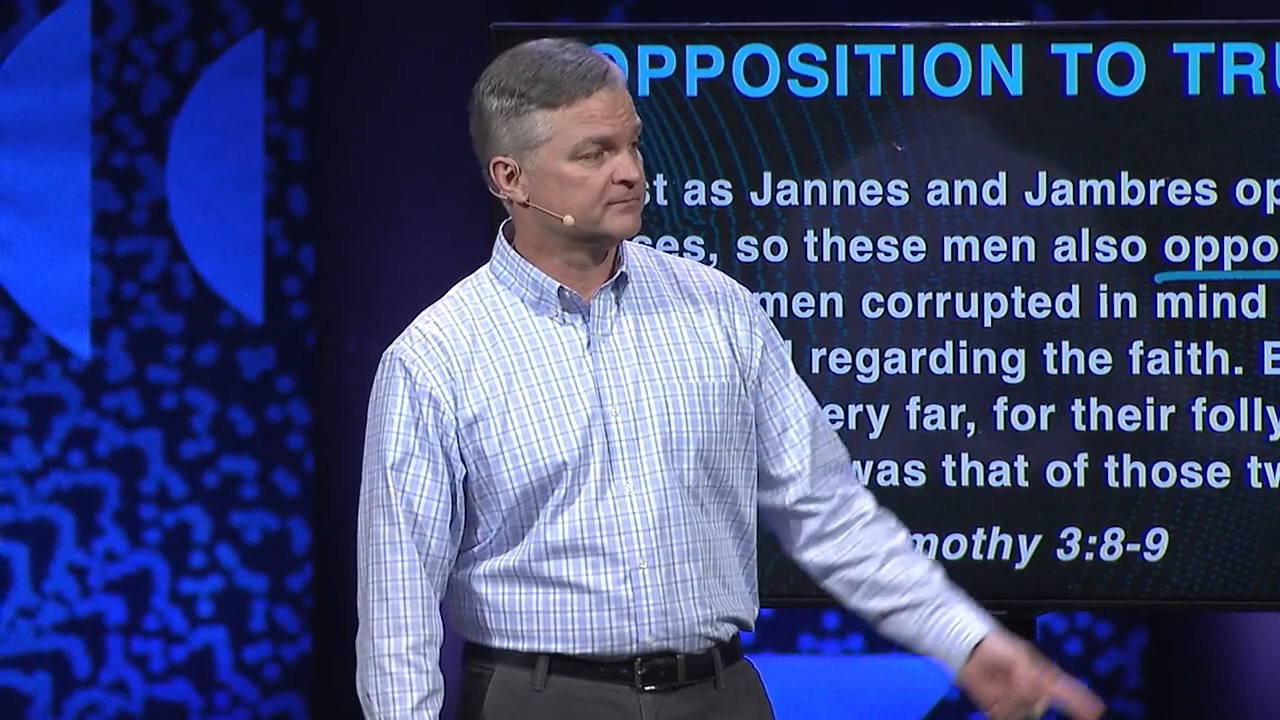 OPPOSITION TO TRU
st as Jannes and Jambres op
ses, so these men also oppo
men corrupted in mind
regarding the faith. B
ery far, for their folly
was that of those tw
mothy 3:8-9